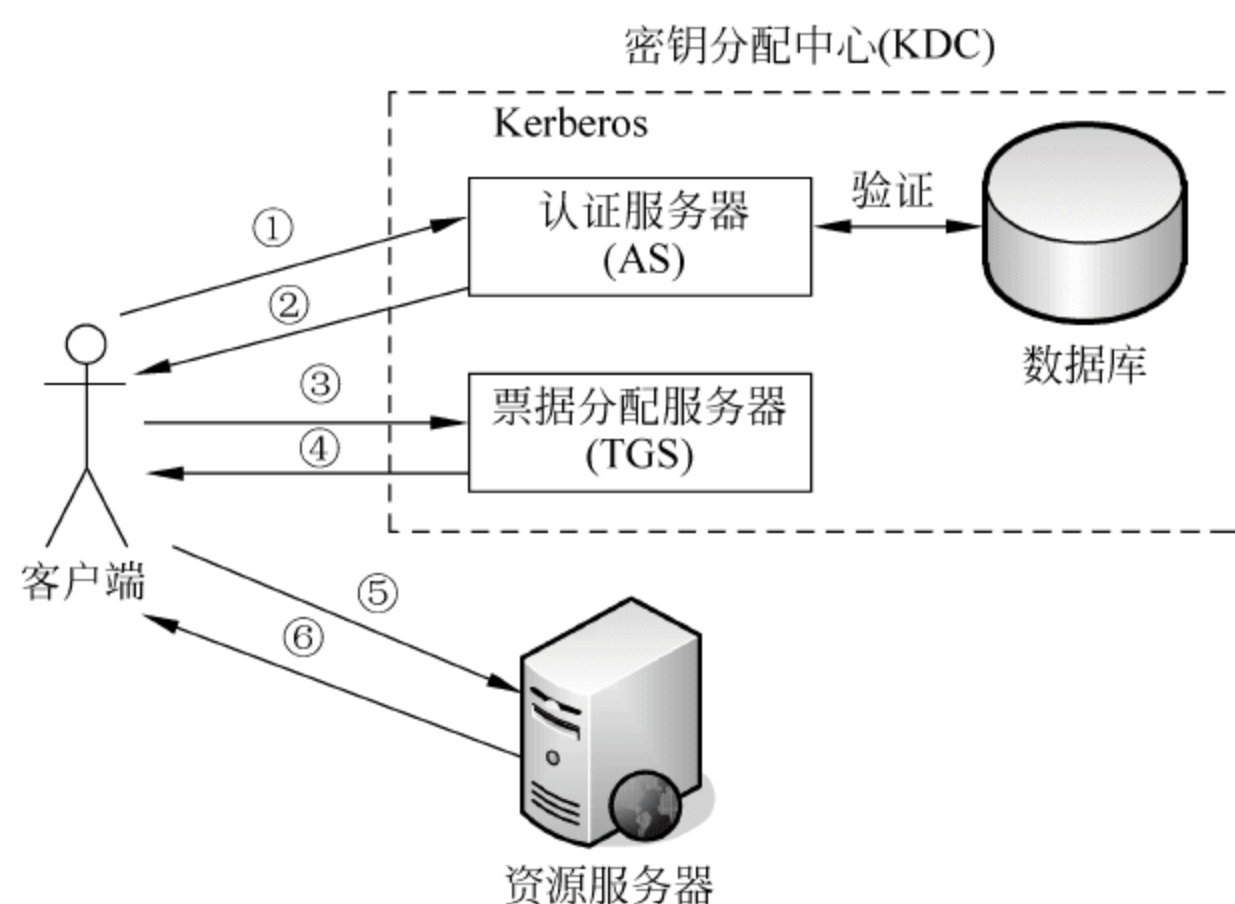 密钥分配中心(KDC)
Kerberos
认证服务器
(AS)
验证
数据库
①
②
③
票据分配服务器
(TGS)
④
客户端
⑤
⑥
资源服务器